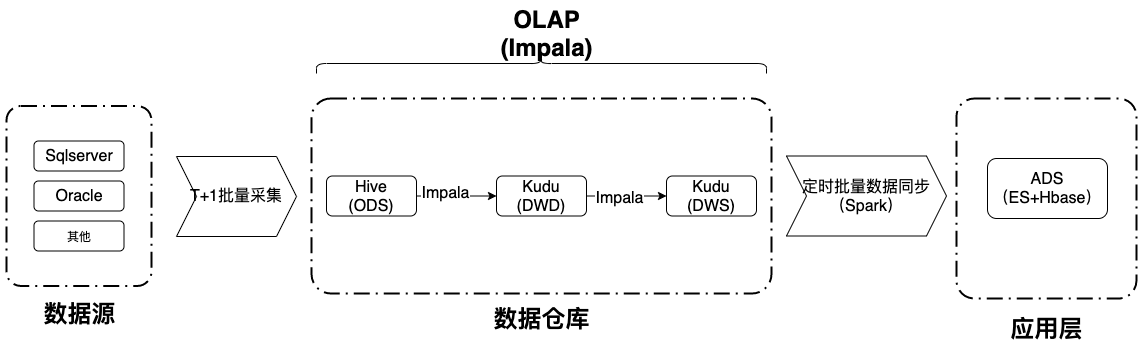 OLAP
(Impala)
Sqlserver
Oracle
其他
数据源
T+1批量采集
Hive
(ODS)
Impala
Kudu
(DWD)
Impala
Kudu
(DWS)
数据仓库
定时批量数据同步
（Spark）
ADS
（ES+Hbase）
应用层